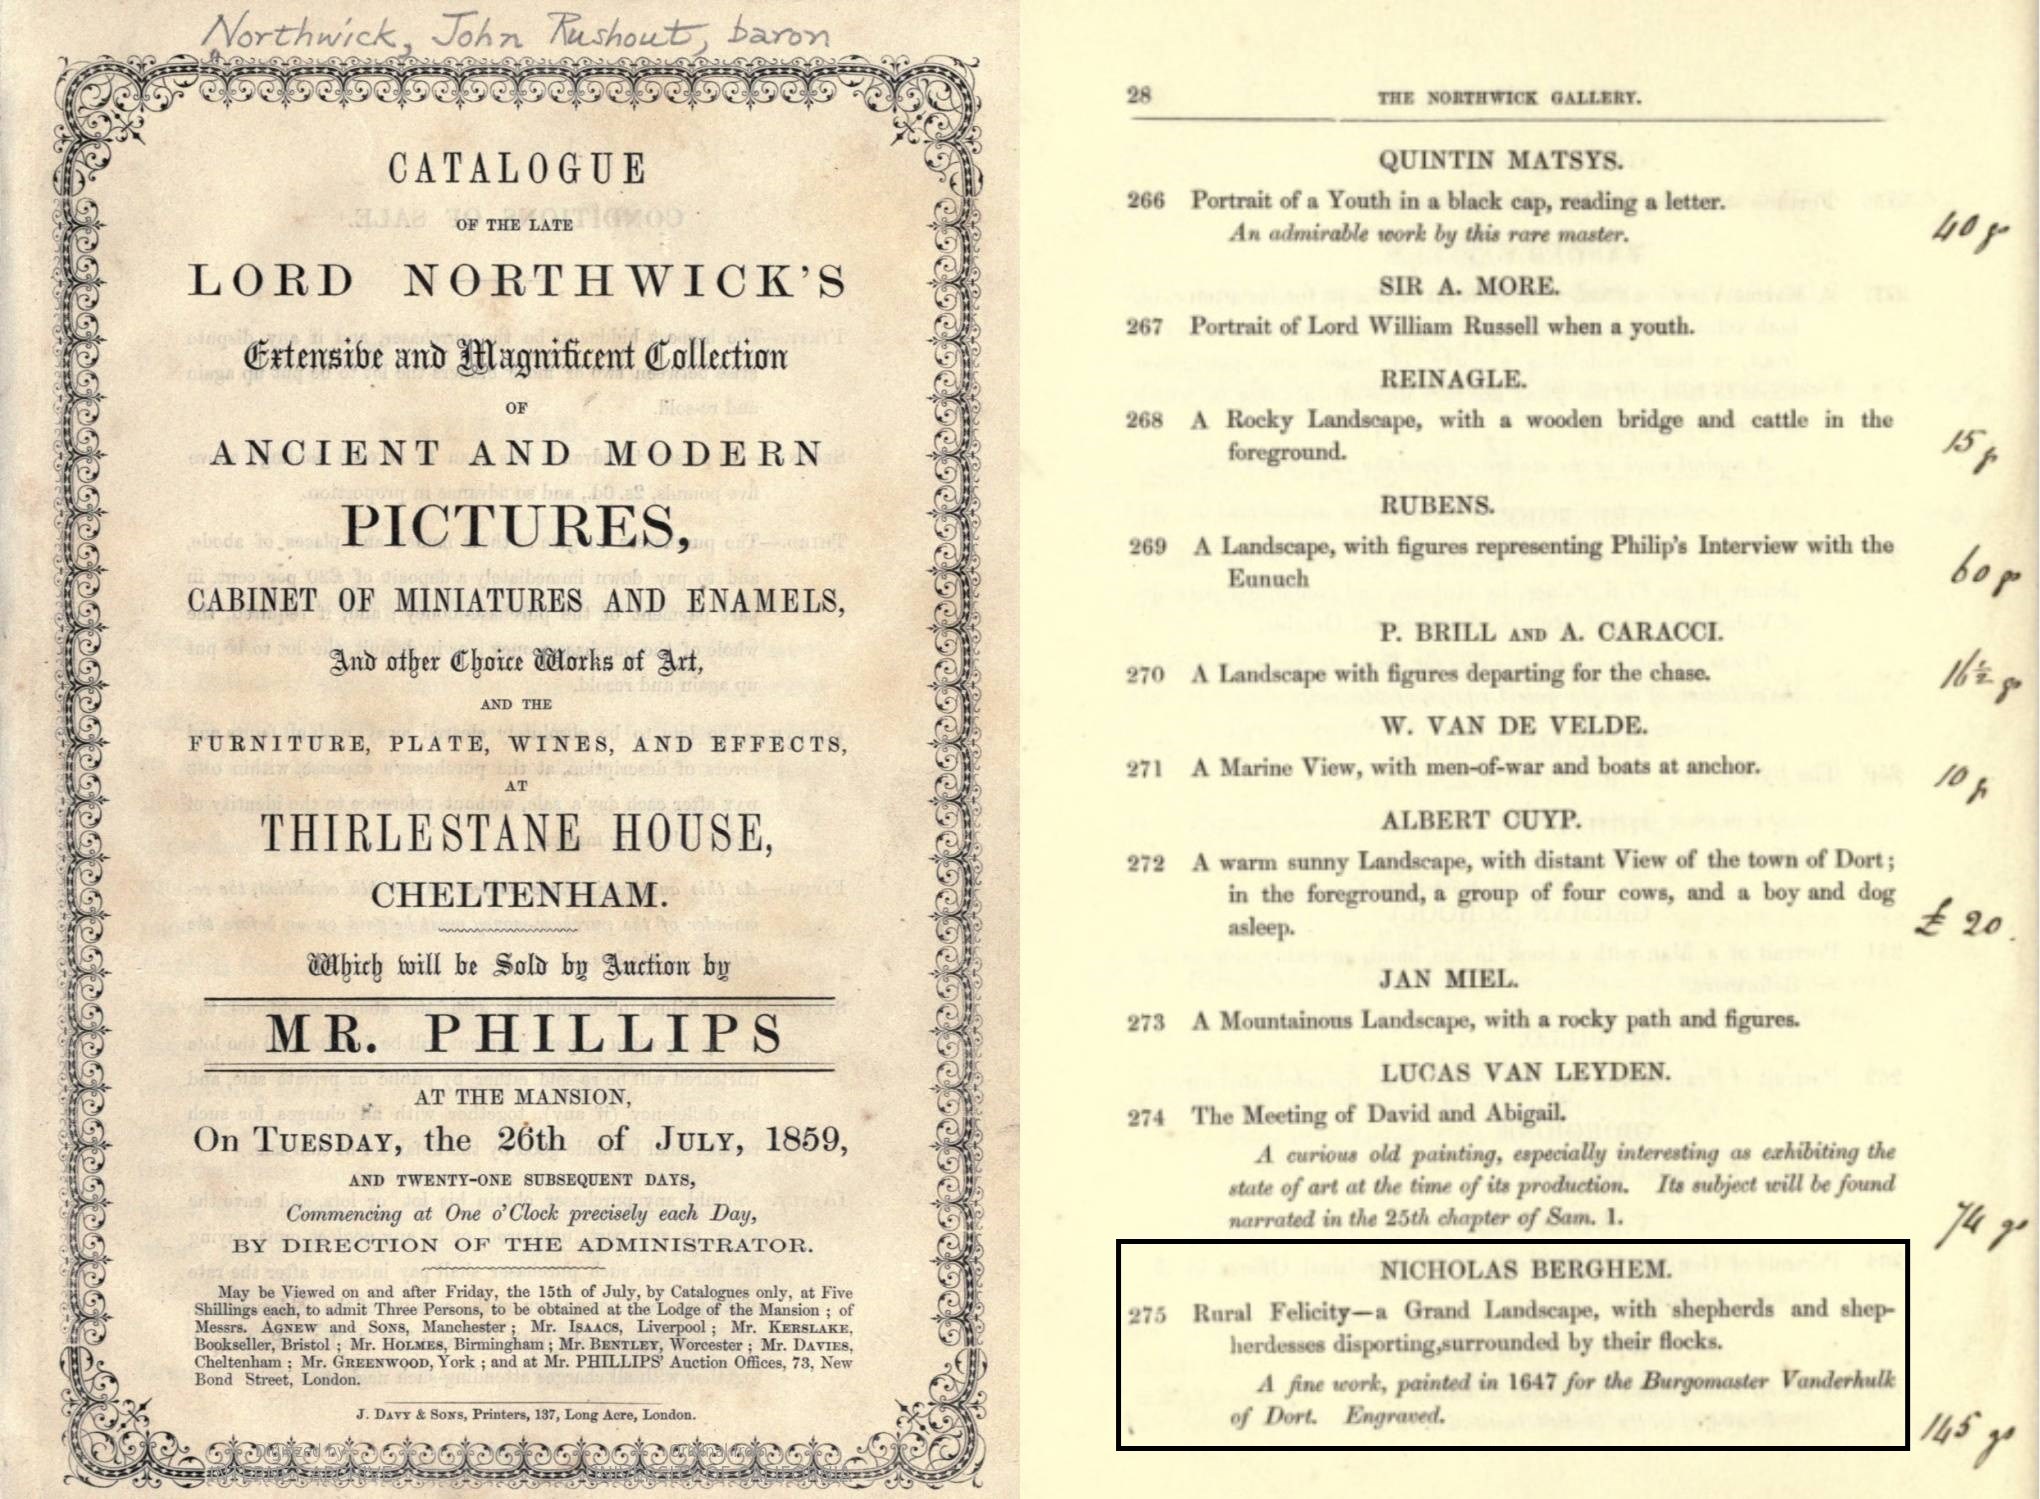 Northwick, John Rushout, baron
CATALOGUE
OF THE LATE
LORD NORTHWICK'S
Extensive and Magnificent Collection
OF
ANCIENT AND MODERN
PICTURES,
CABINET OF MINIATURES AND ENAMELS,
And other Choice Works of Art,
AND THE
FURNITURE, PLATE, WINES, AND EFFECTS,
AT
THIRLESTANE HOUSE,
CHELTENHAM.
Which will be Sold by Auction by
MR. PHILLIPS
AT THE MANSION,
On TUESDAY, the 26th of JULY, 1859,
AND TWENTY-ONE SUBSEQUENT DAYS,
Commencing at One o'Clock precisely each Day,
BY DIRECTION OF THE ADMINISTRATOR.
May be Viewed on and after Friday, the 15th of July, by Catalogues only, at Five
Shillings each, to admit Three Persons, to be obtained at the Lodge of the Mansion; of
Messrs. AGNEW and SONS, Manchester; Mr. ISAACS, Liverpool; Mr. KERSLAKE,
Bookseller, Bristol; Mr. HOLMES, Birmingham; Mr. BENTLEY, Worcester; Mr. DAVIES,
Cheltenham; Mr. GREENWOOD, York; and at Mr. PHILLIPS' Auction Offices, 73, New
Bond Street, London.
J. DAVY & SONS, Printers, 137, Long Acre, London.
28 THE NORTHWICK GALLERY.
QUINTIN MATSYS.
266 Portrait of a Youth in a black cap, reading a letter.
An admirable work by this rare master. 40 gs
SIR A. MORE.
267 Portrait of Lord William Russell when a youth.
REINAGLE.
268 A Rocky Landscape, with a wooden bridge and cattle in the
foreground. 15 g
RUBENS.
269 A Landscape, with figures representing Philip's Interview with the
Eunuch 60 gs
P. BRILL AND A. CARACCI.
270 A Landscape with figures departing for the chase. 16½ gs
W. VAN DE VELDE.
271 A Marine View, with men-of-war and boats at anchor. 10 g
ALBERT CUYP.
272 A warm sunny Landscape, with distant View of the town of Dort;
in the foreground, a group of four cows, and a boy and dog
asleep. £ 20.
JAN MIEL.
273 A Mountainous Landscape, with a rocky path and figures.
LUCAS VAN LEYDEN.
274 The Meeting of David and Abigail.
A curious old painting, especially interesting as exhibiting the
state of art at the time of its production. Its subject will be found
narrated in the 25th chapter of Sam. 1. 74 gs
NICHOLAS BERGHEM.
275 Rural Felicity—a Grand Landscape, with shepherds and shep-
herdesses disporting,surrounded by their flocks.
A fine work, painted in 1647 for the Burgomaster Vanderhulk
of Dort. Engraved. 145 gs